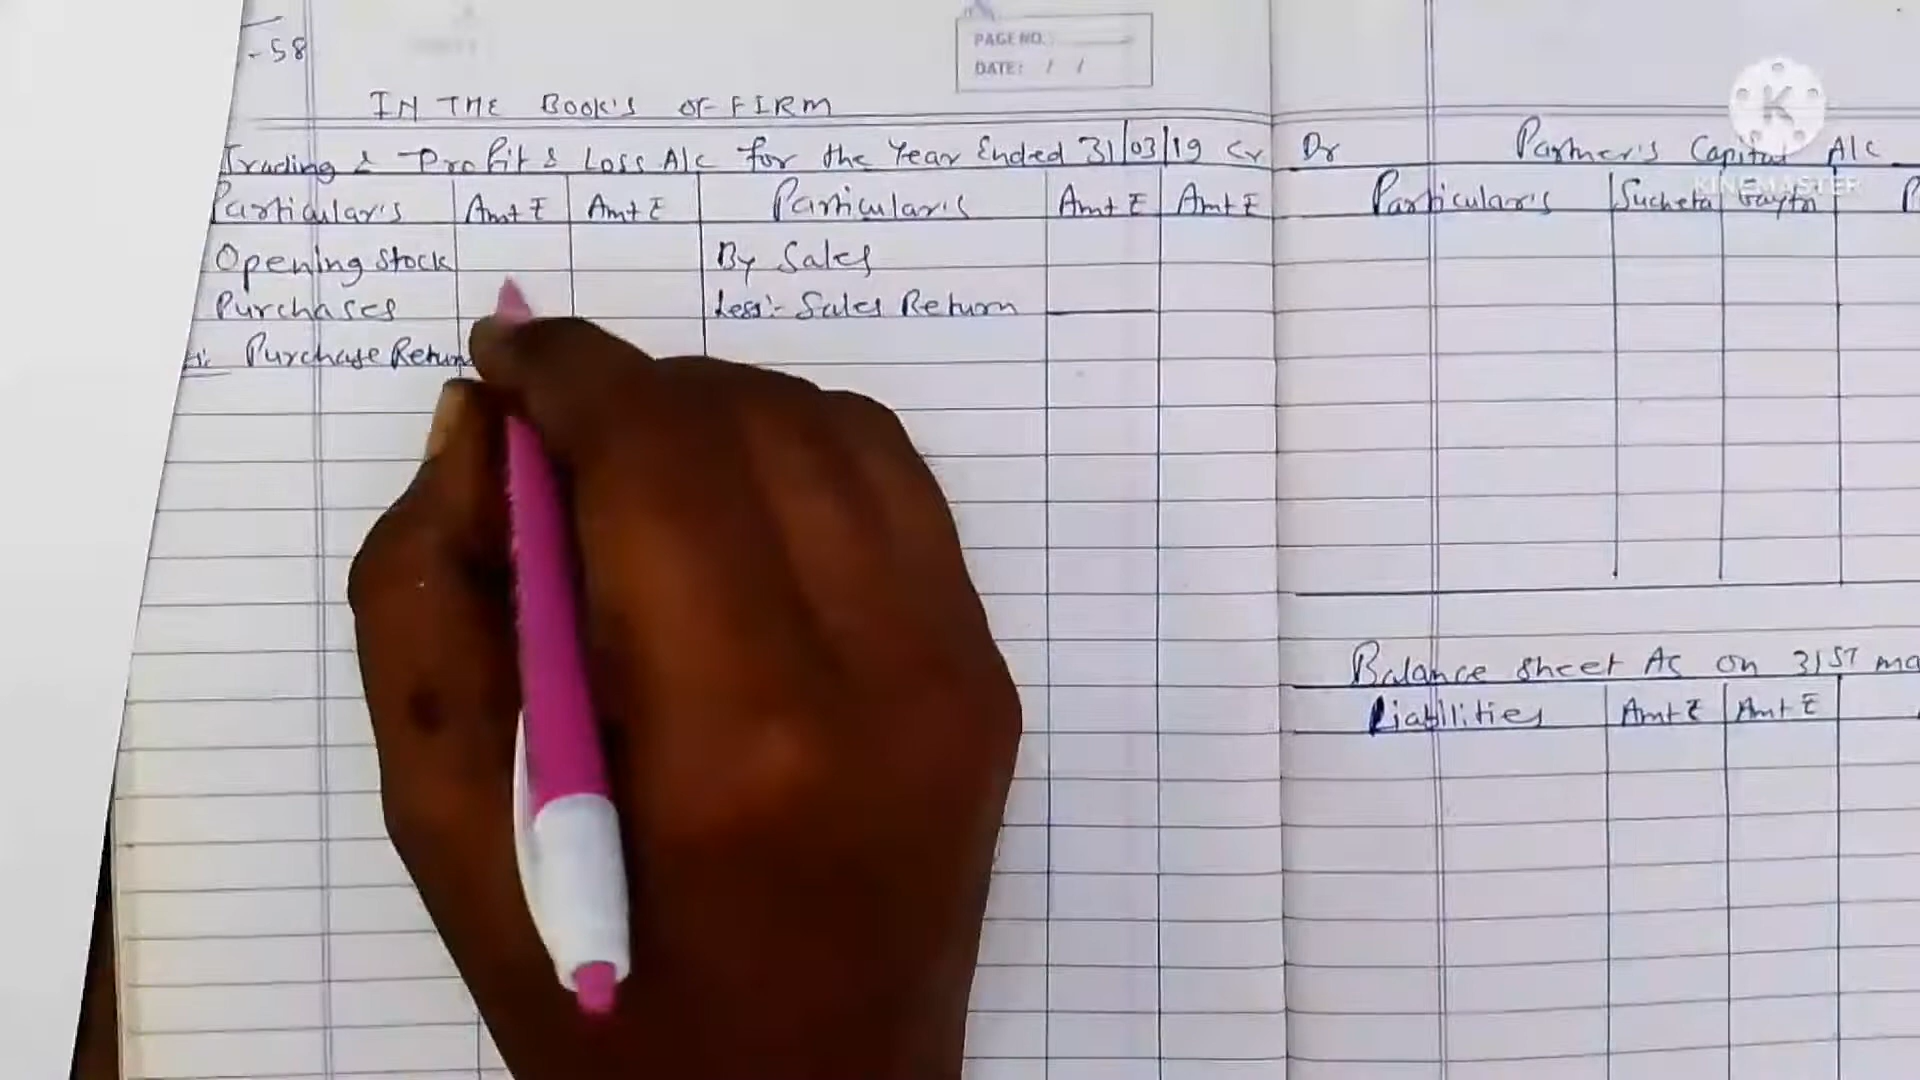 -58
PAGE NO.:
DATE: / /
IN THE Book's OF FIRM
Trading & Profit & Loss A/c for the Year Ended 31/03/19 Cr
Particular's Amt ₹ Amt ₹ Particular's Amt ₹ Amt ₹
Opening Stock By Sales
Purchases Less:- Sales Return
Purchase Return
Dr Partner's Capital A/c
KINEMASTER
Particular's Sucheta
Balance sheet As on 31ST
Liabllities Amt ₹ Amt ₹
K